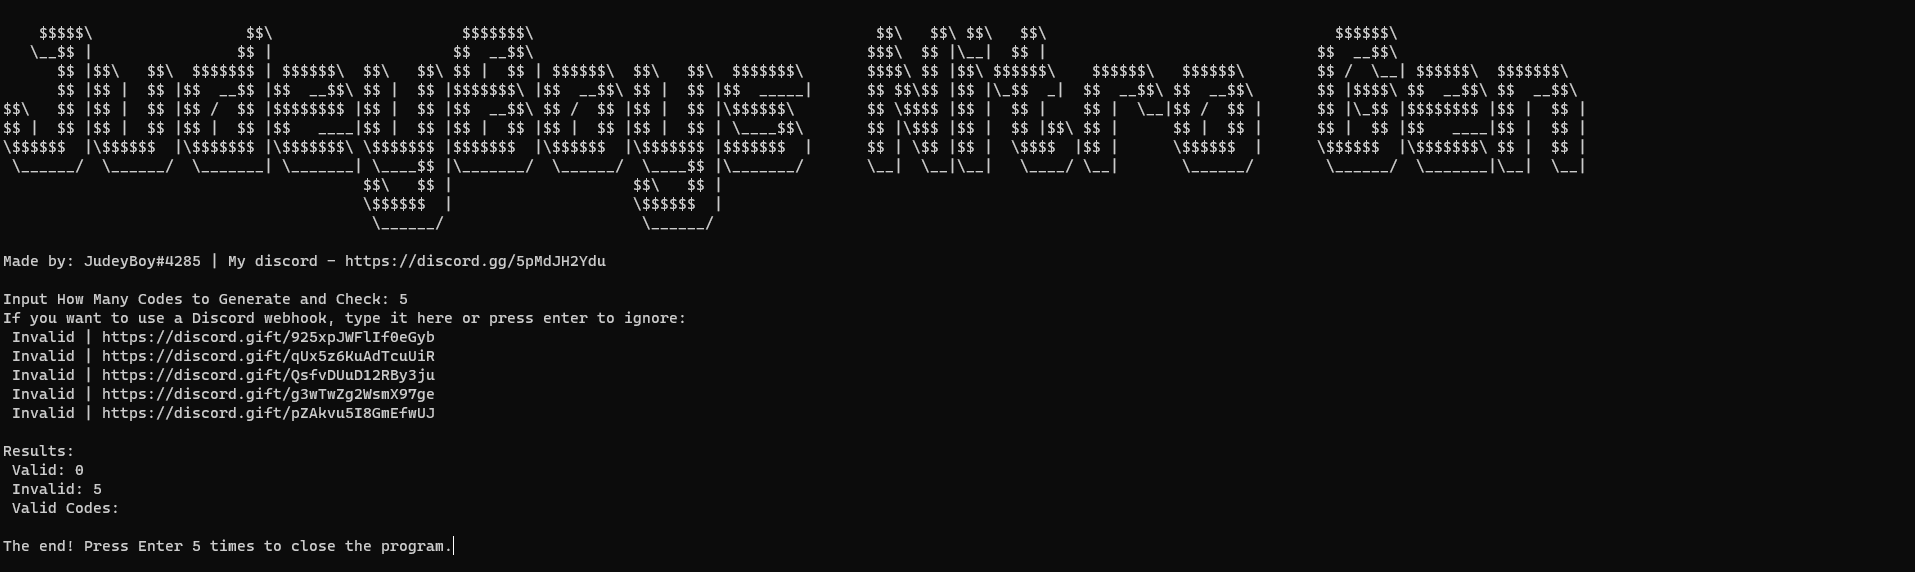 JudeyBoys Nitro Gen
Made by: JudeyBoy#4285 | My discord - https://discord.gg/5pMdJH2Ydu
Input How Many Codes to Generate and Check: 5
If you want to use a Discord webhook, type it here or press enter to ignore:
Invalid | https://discord.gift/925xpJWFlIf0eGyb
Invalid | https://discord.gift/qUx5z6KuAdTcuUiR
Invalid | https://discord.gift/QsfvDUuD12RBy3ju
Invalid | https://discord.gift/g3wTwZg2WsmX97ge
Invalid | https://discord.gift/pZAkvu5I8GmEfwUJ
Results:
Valid: 0
Invalid: 5
Valid Codes:
The end! Press Enter 5 times to close the program.